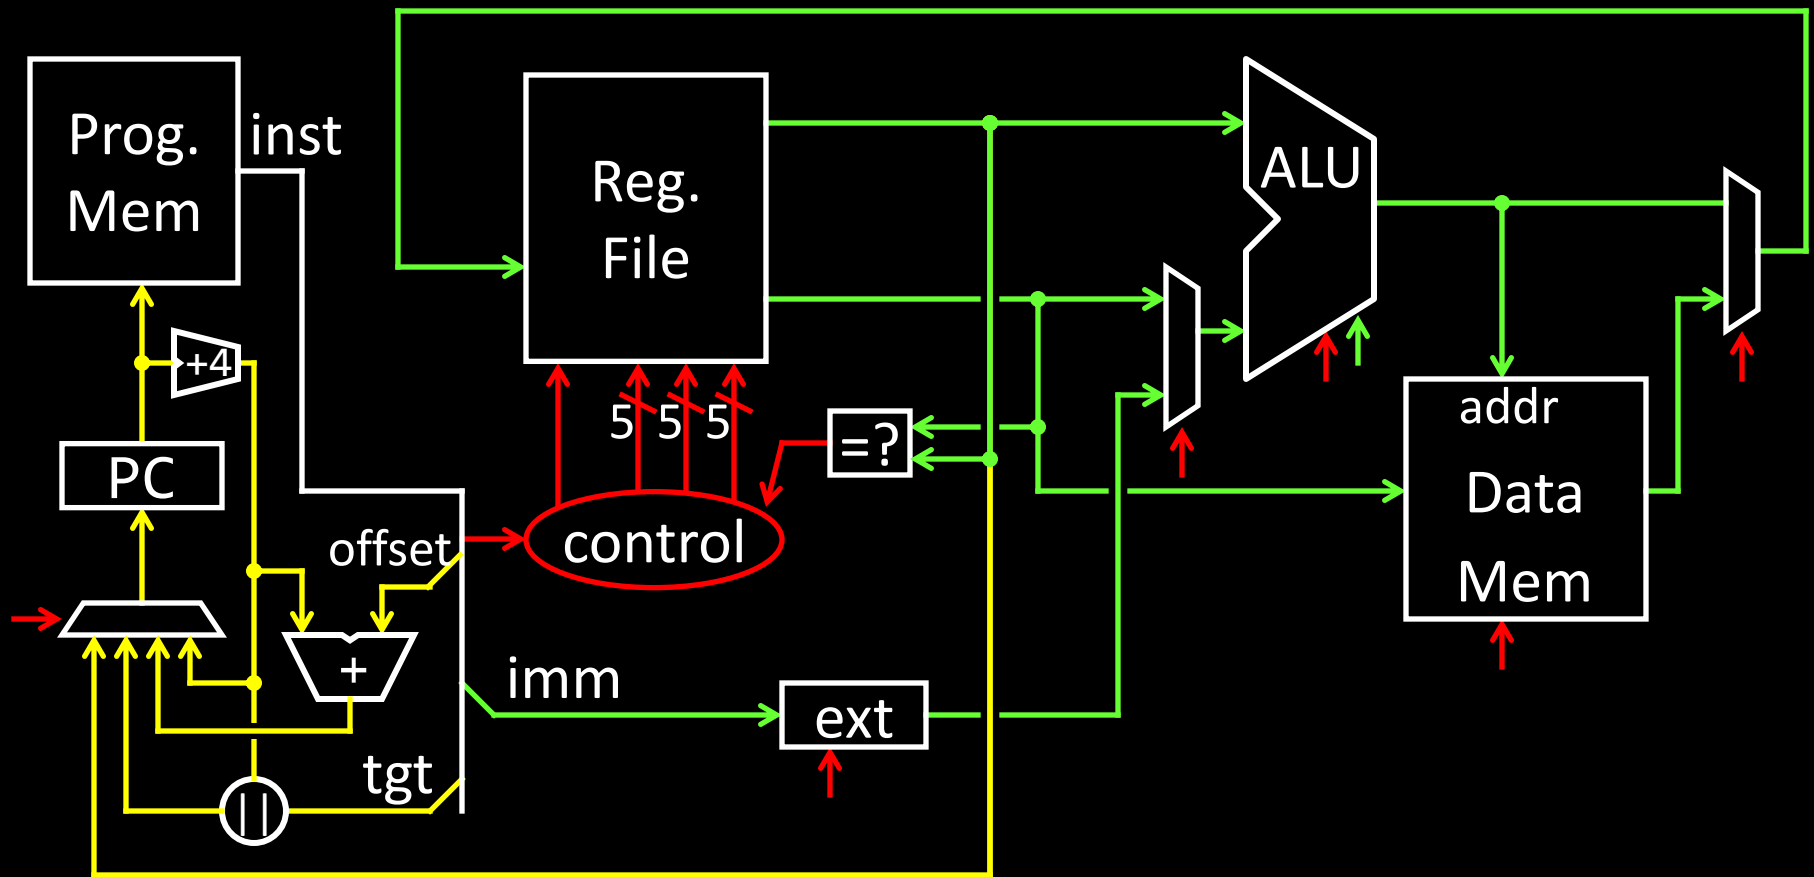 Prog.
Mem
inst
Reg.
File
ALU
+4
5 5 5
=?
addr
PC
Data
control
offset
Mem
+
imm
ext
tgt
||